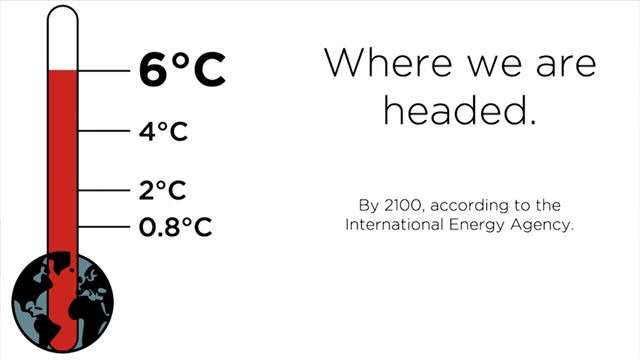 6°C
4°C
2°C
0.8°C
Where we are
headed.
By 2100, according to the
International Energy Agency.